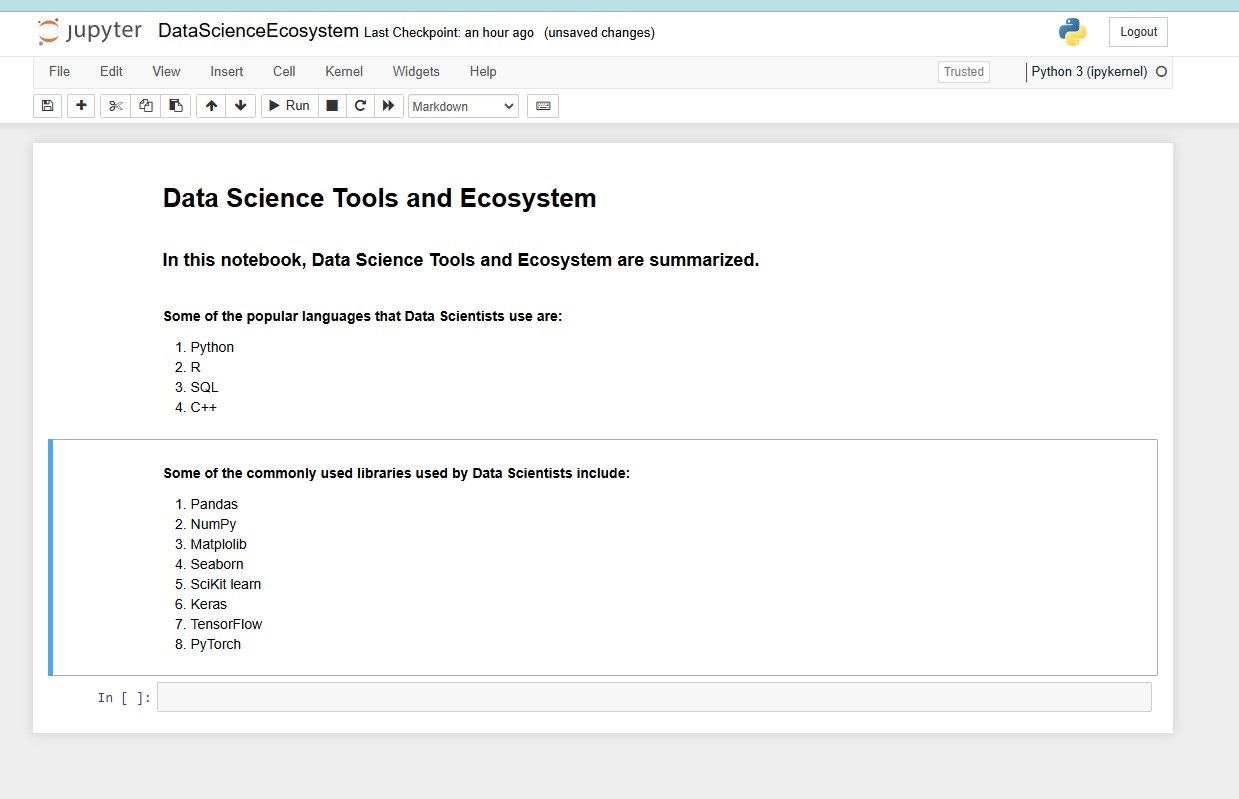 jupyter DataScienceEcosystem Last Checkpoint: an hour ago (unsaved changes) Logout
File Edit View Insert Cell Kernel Widgets Help Trusted Python 3 (ipykernel)
Run Markdown
Data Science Tools and Ecosystem
In this notebook, Data Science Tools and Ecosystem are summarized.
Some of the popular languages that Data Scientists use are:
1. Python
2. R
3. SQL
4. C++
Some of the commonly used libraries used by Data Scientists include:
1. Pandas
2. NumPy
3. Matplolib
4. Seaborn
5. SciKit learn
6. Keras
7. TensorFlow
8. PyTorch
In [ ]: